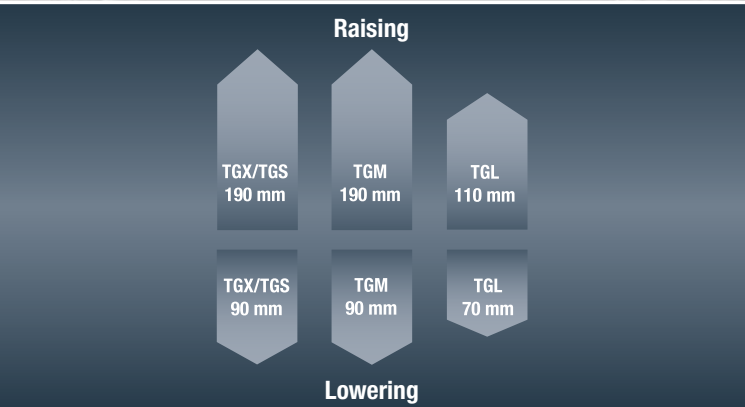 Raising
TGX/TGS
190 mm
TGM
190 mm
TGL
110 mm
TGX/TGS
90 mm
TGM
90 mm
TGL
70 mm
Lowering